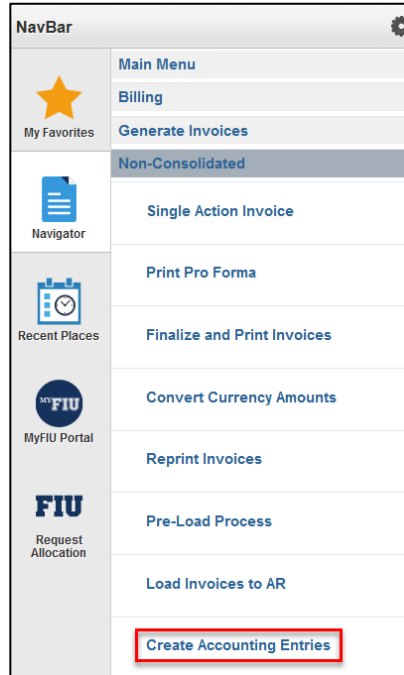 NavBar
My Favorites
Navigator
Recent Places
MYFIU
MyFIU Portal
FIU
Request
Allocation
Main Menu
Billing
Generate Invoices
Non-Consolidated
Single Action Invoice
Print Pro Forma
Finalize and Print Invoices
Convert Currency Amounts
Reprint Invoices
Pre-Load Process
Load Invoices to AR
Create Accounting Entries